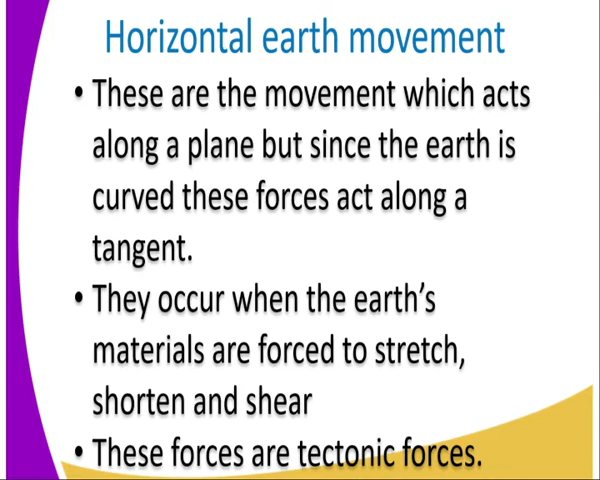 Horizontal earth movement
• These are the movement which acts
along a plane but since the earth is
curved these forces act along a
tangent.
• They occur when the earth’s
materials are forced to stretch,
shorten and shear
• These forces are tectonic forces.